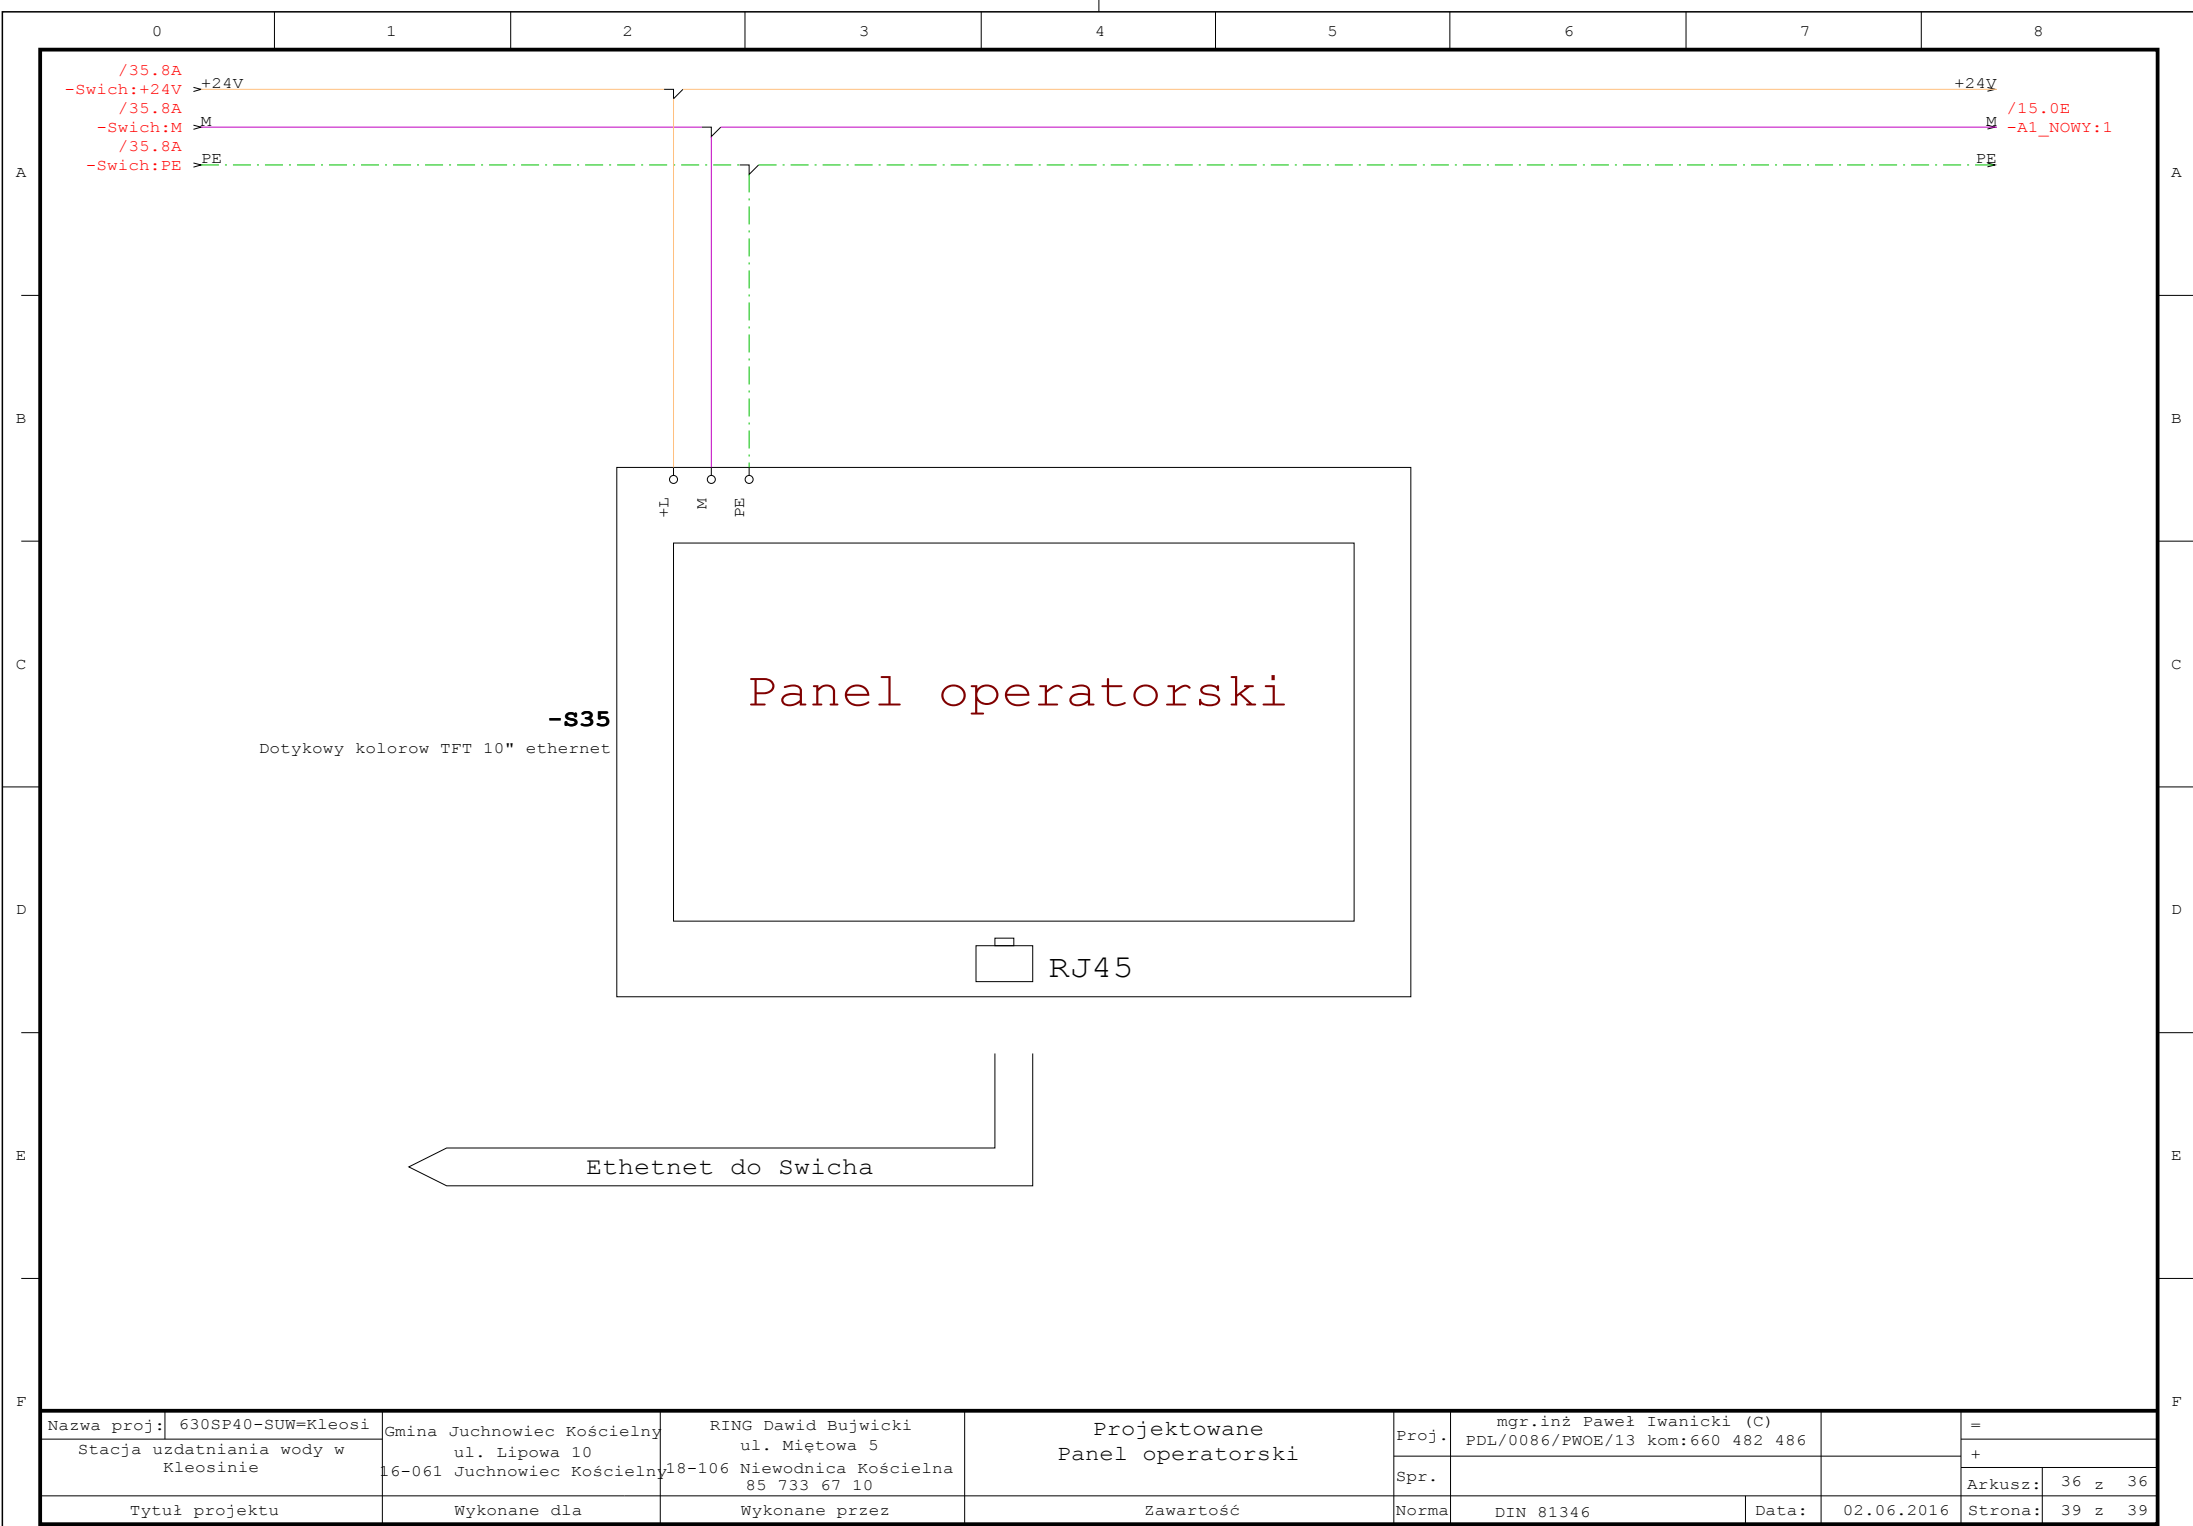 0 1 2 3 4 5 6 7 8
/35.8A
-Swich:+24V +24V +24V
/35.8A /15.0E
-Swich:M M M -A1_NOWY:1
/35.8A
-Swich:PE PE PE
A A
B B
+L M PE
C C
Panel operatorski
-S35
Dotykowy kolorow TFT 10" ethernet
D D
RJ45
E E
Ethetnet do Swicha
F F
Nazwa proj: 630SP40-SUW=Kleosi
Stacja uzdatniania wody w
Kleosinie
Tytuł projektu
Gmina Juchnowiec Kościelny
ul. Lipowa 10
16-061 Juchnowiec Kościelny
Wykonane dla
RING Dawid Bujwicki
ul. Miętowa 5
18-106 Niewodnica Kościelna
85 733 67 10
Wykonane przez
Projektowane
Panel operatorski
Zawartość
Proj. mgr.inż Paweł Iwanicki (C)
PDL/0086/PWOE/13 kom:660 482 486
Spr.
Norma DIN 81346 Data: 02.06.2016
=
+
Arkusz: 36 z 36
Strona: 39 z 39